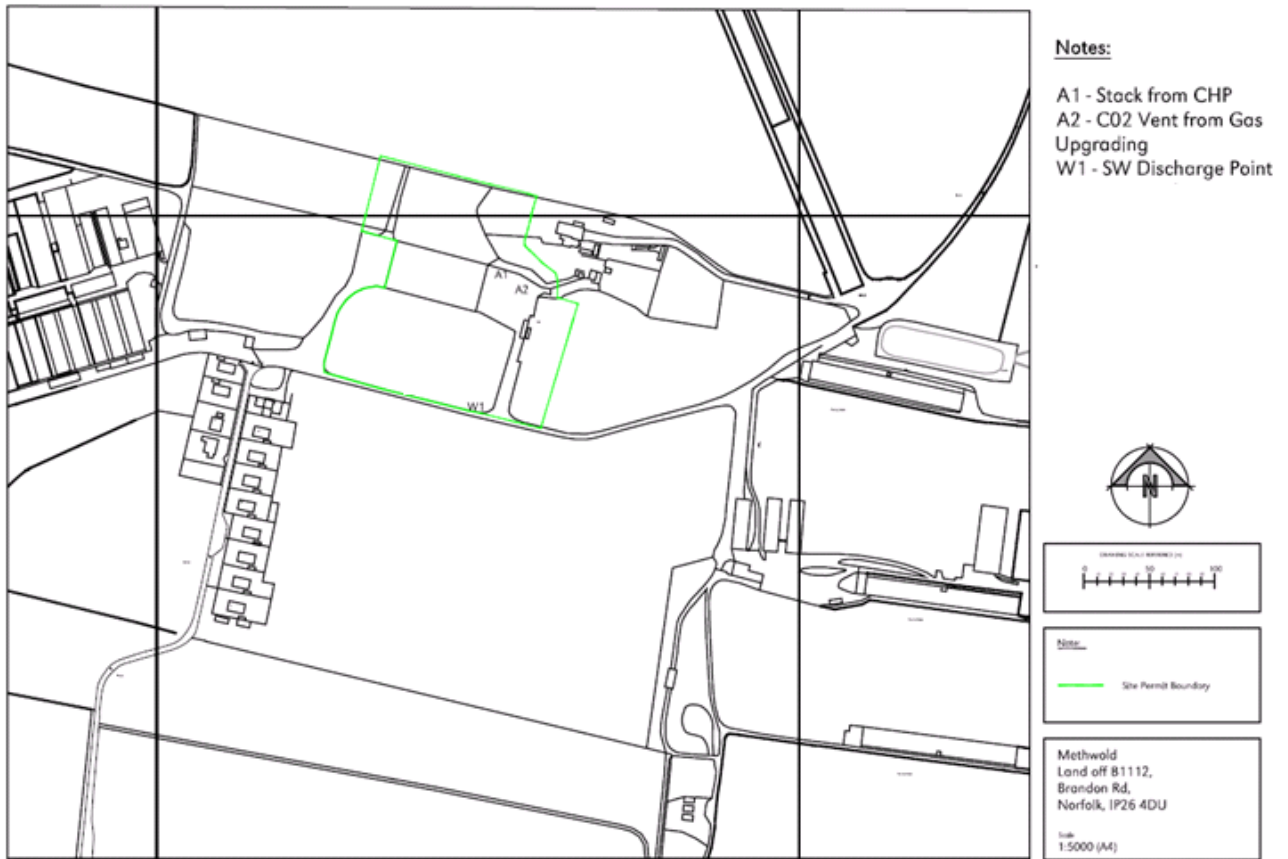 Notes:
A1 - Stack from CHP
A2 - C02 Vent from Gas
Upgrading
W1 - SW Discharge Point
A1
A2
W1
N
0 50 100
Note:
Site Permit Boundary
Methwold
Land off B1112,
Brandon Rd,
Norfolk, IP26 4DU
Scale
1:5000 (A4)